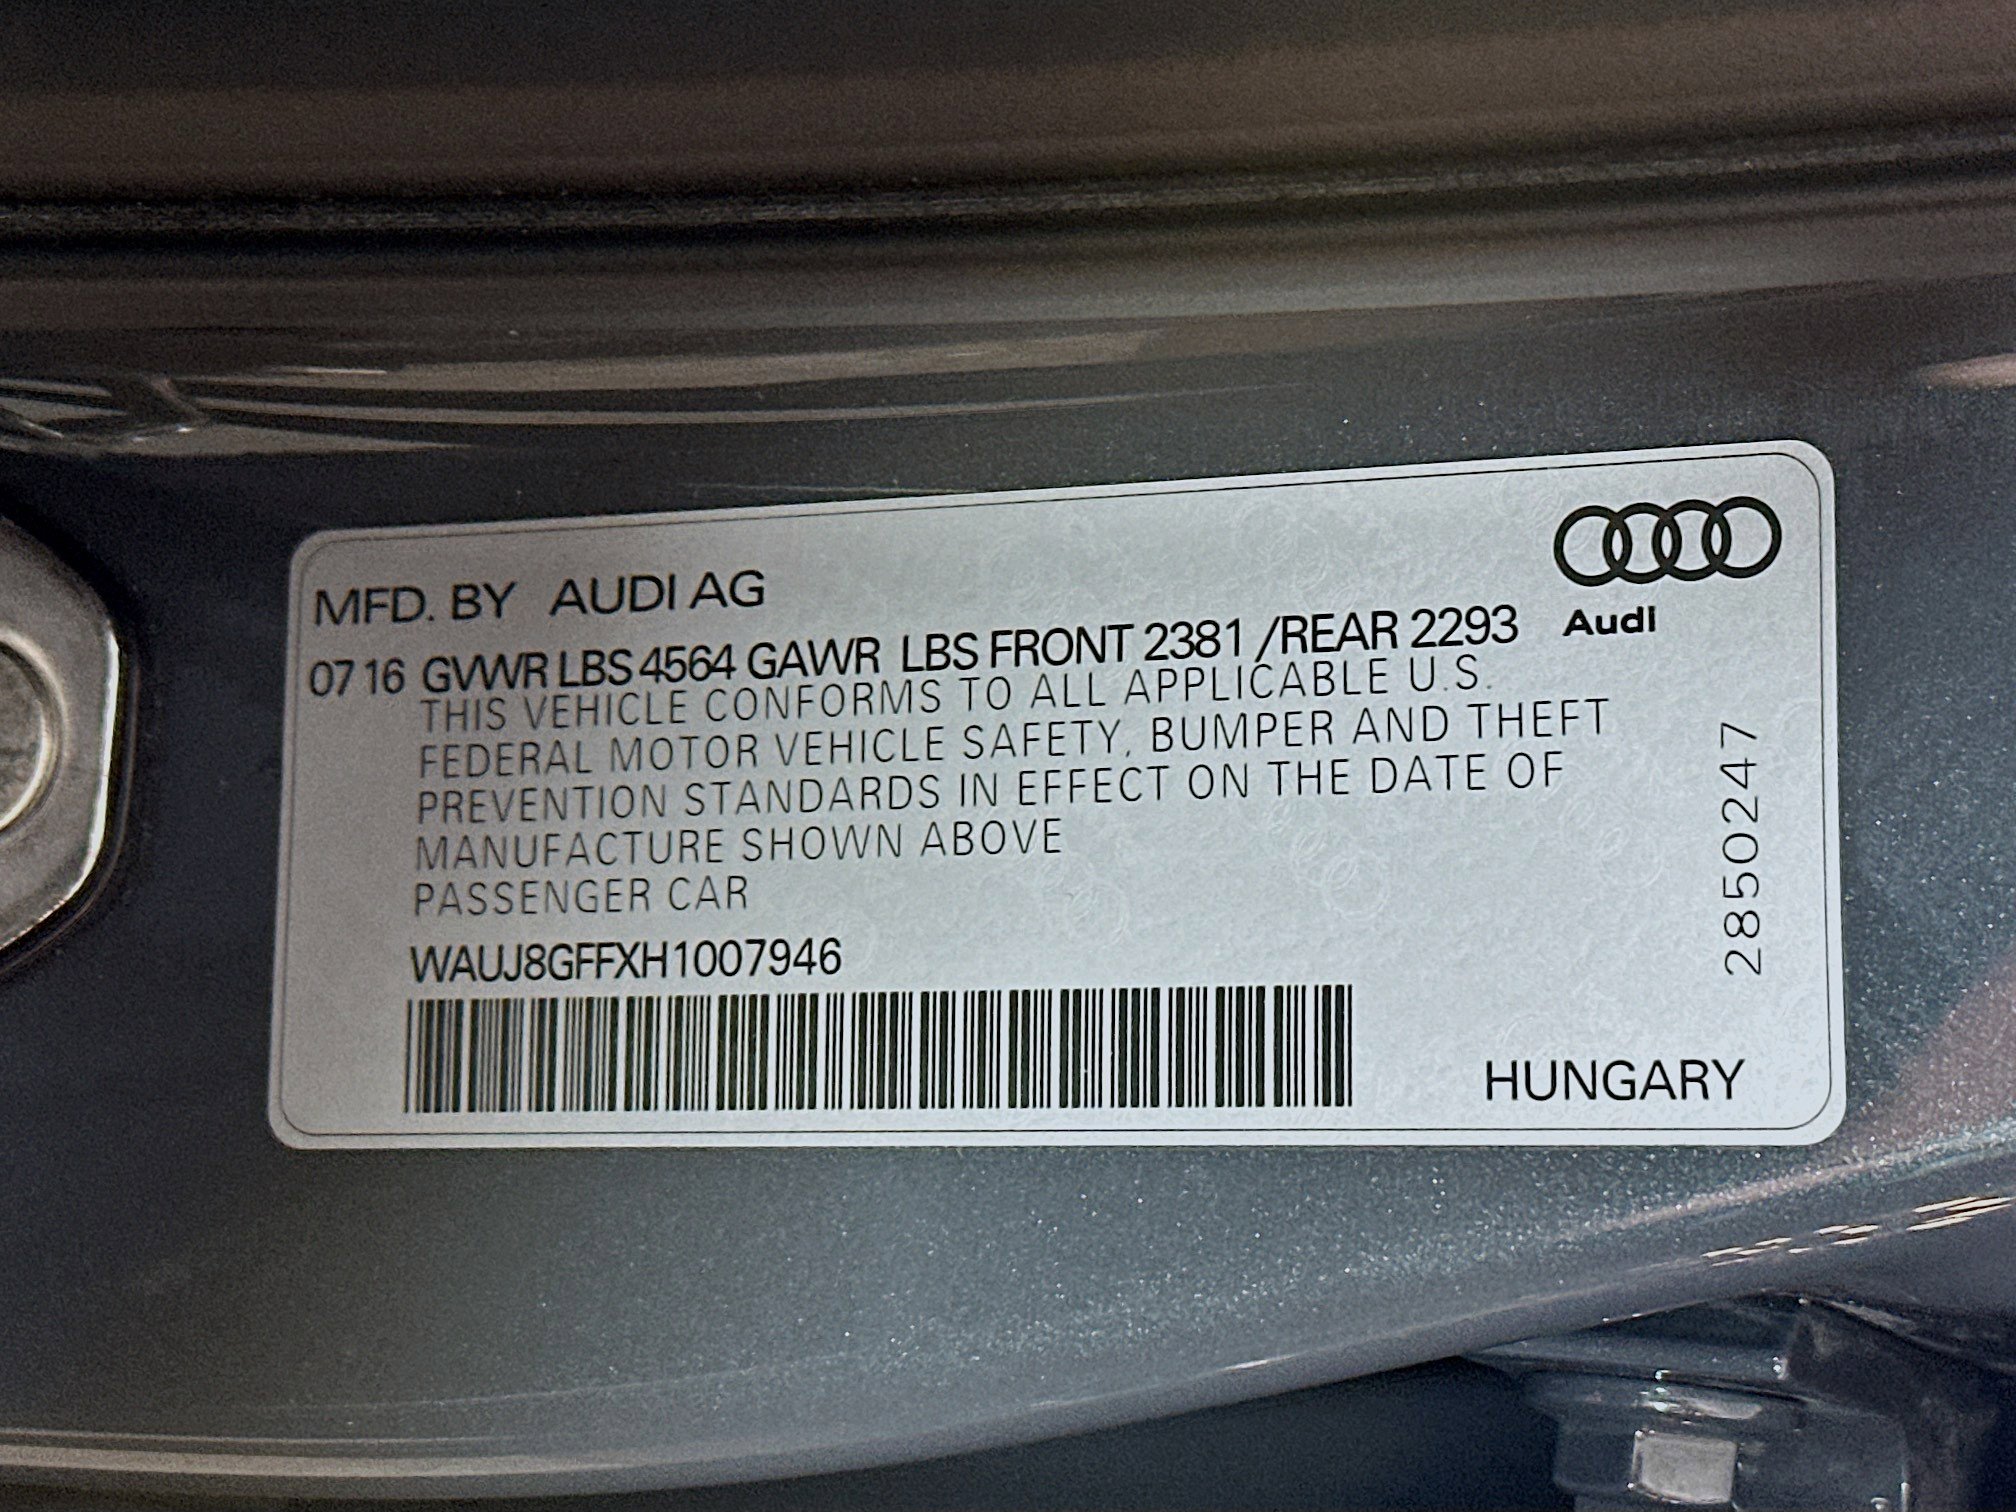 MFD. BY AUDI AG
Audi
07 16 GVWR LBS 4564 GAWR LBS FRONT 2381 /REAR 2293
THIS VEHICLE CONFORMS TO ALL APPLICABLE U.S.
FEDERAL MOTOR VEHICLE SAFETY, BUMPER AND THEFT
PREVENTION STANDARDS IN EFFECT ON THE DATE OF
MANUFACTURE SHOWN ABOVE
PASSENGER CAR
WAUJ8GFFXH1007946
2850247
HUNGARY